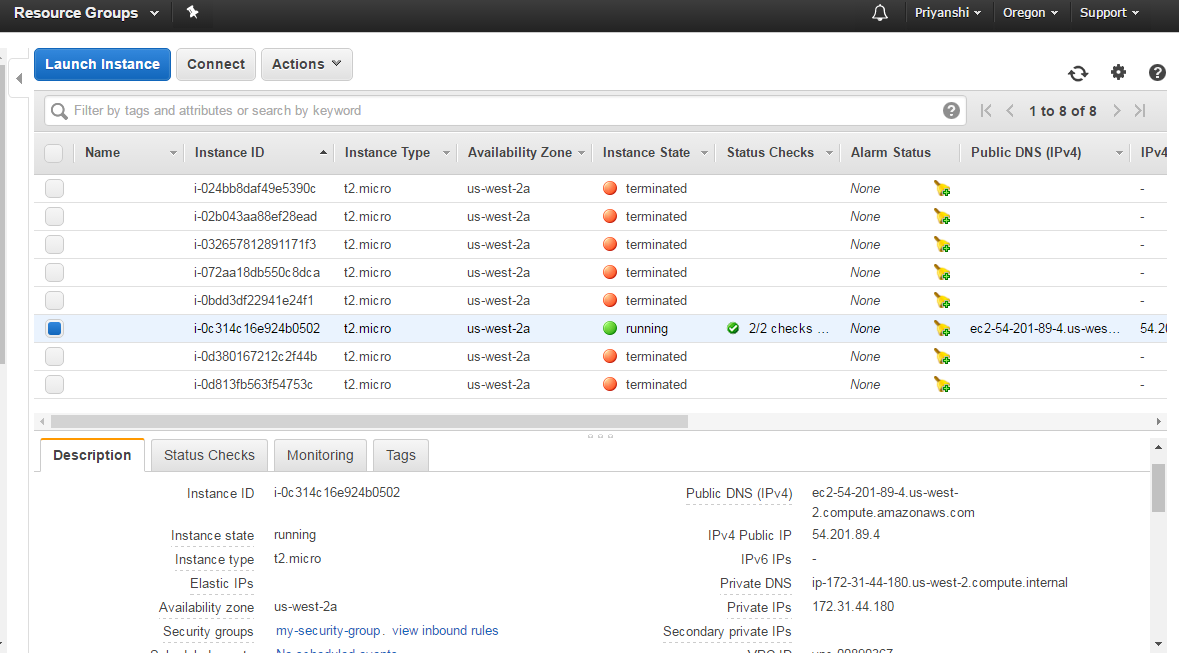 Resource Groups Priyanshi Oregon Support
Launch Instance Connect Actions
Filter by tags and attributes or search by keyword 1 to 8 of 8
Name Instance ID Instance Type Availability Zone Instance State Status Checks Alarm Status Public DNS (IPv4) IPv4
i-024bb8daf49e5390c t2.micro us-west-2a terminated None -
i-02b043aa88ef28ead t2.micro us-west-2a terminated None -
i-032657812891171f3 t2.micro us-west-2a terminated None -
i-072aa18db550c8dca t2.micro us-west-2a terminated None -
i-0bdd3df22941e24f1 t2.micro us-west-2a terminated None -
i-0c314c16e924b0502 t2.micro us-west-2a running 2/2 checks ... None ec2-54-201-89-4.us-wes... 54.20
i-0d380167212c2f44b t2.micro us-west-2a terminated None -
i-0d813fb563f54753c t2.micro us-west-2a terminated None -
Description Status Checks Monitoring Tags
Instance ID i-0c314c16e924b0502 Public DNS (IPv4) ec2-54-201-89-4.us-west-
2.compute.amazonaws.com
Instance state running IPv4 Public IP 54.201.89.4
Instance type t2.micro IPv6 IPs -
Elastic IPs Private DNS ip-172-31-44-180.us-west-2.compute.internal
Availability zone us-west-2a Private IPs 172.31.44.180
Security groups my-security-group. view inbound rules Secondary private IPs
No scheduled events VPC ID